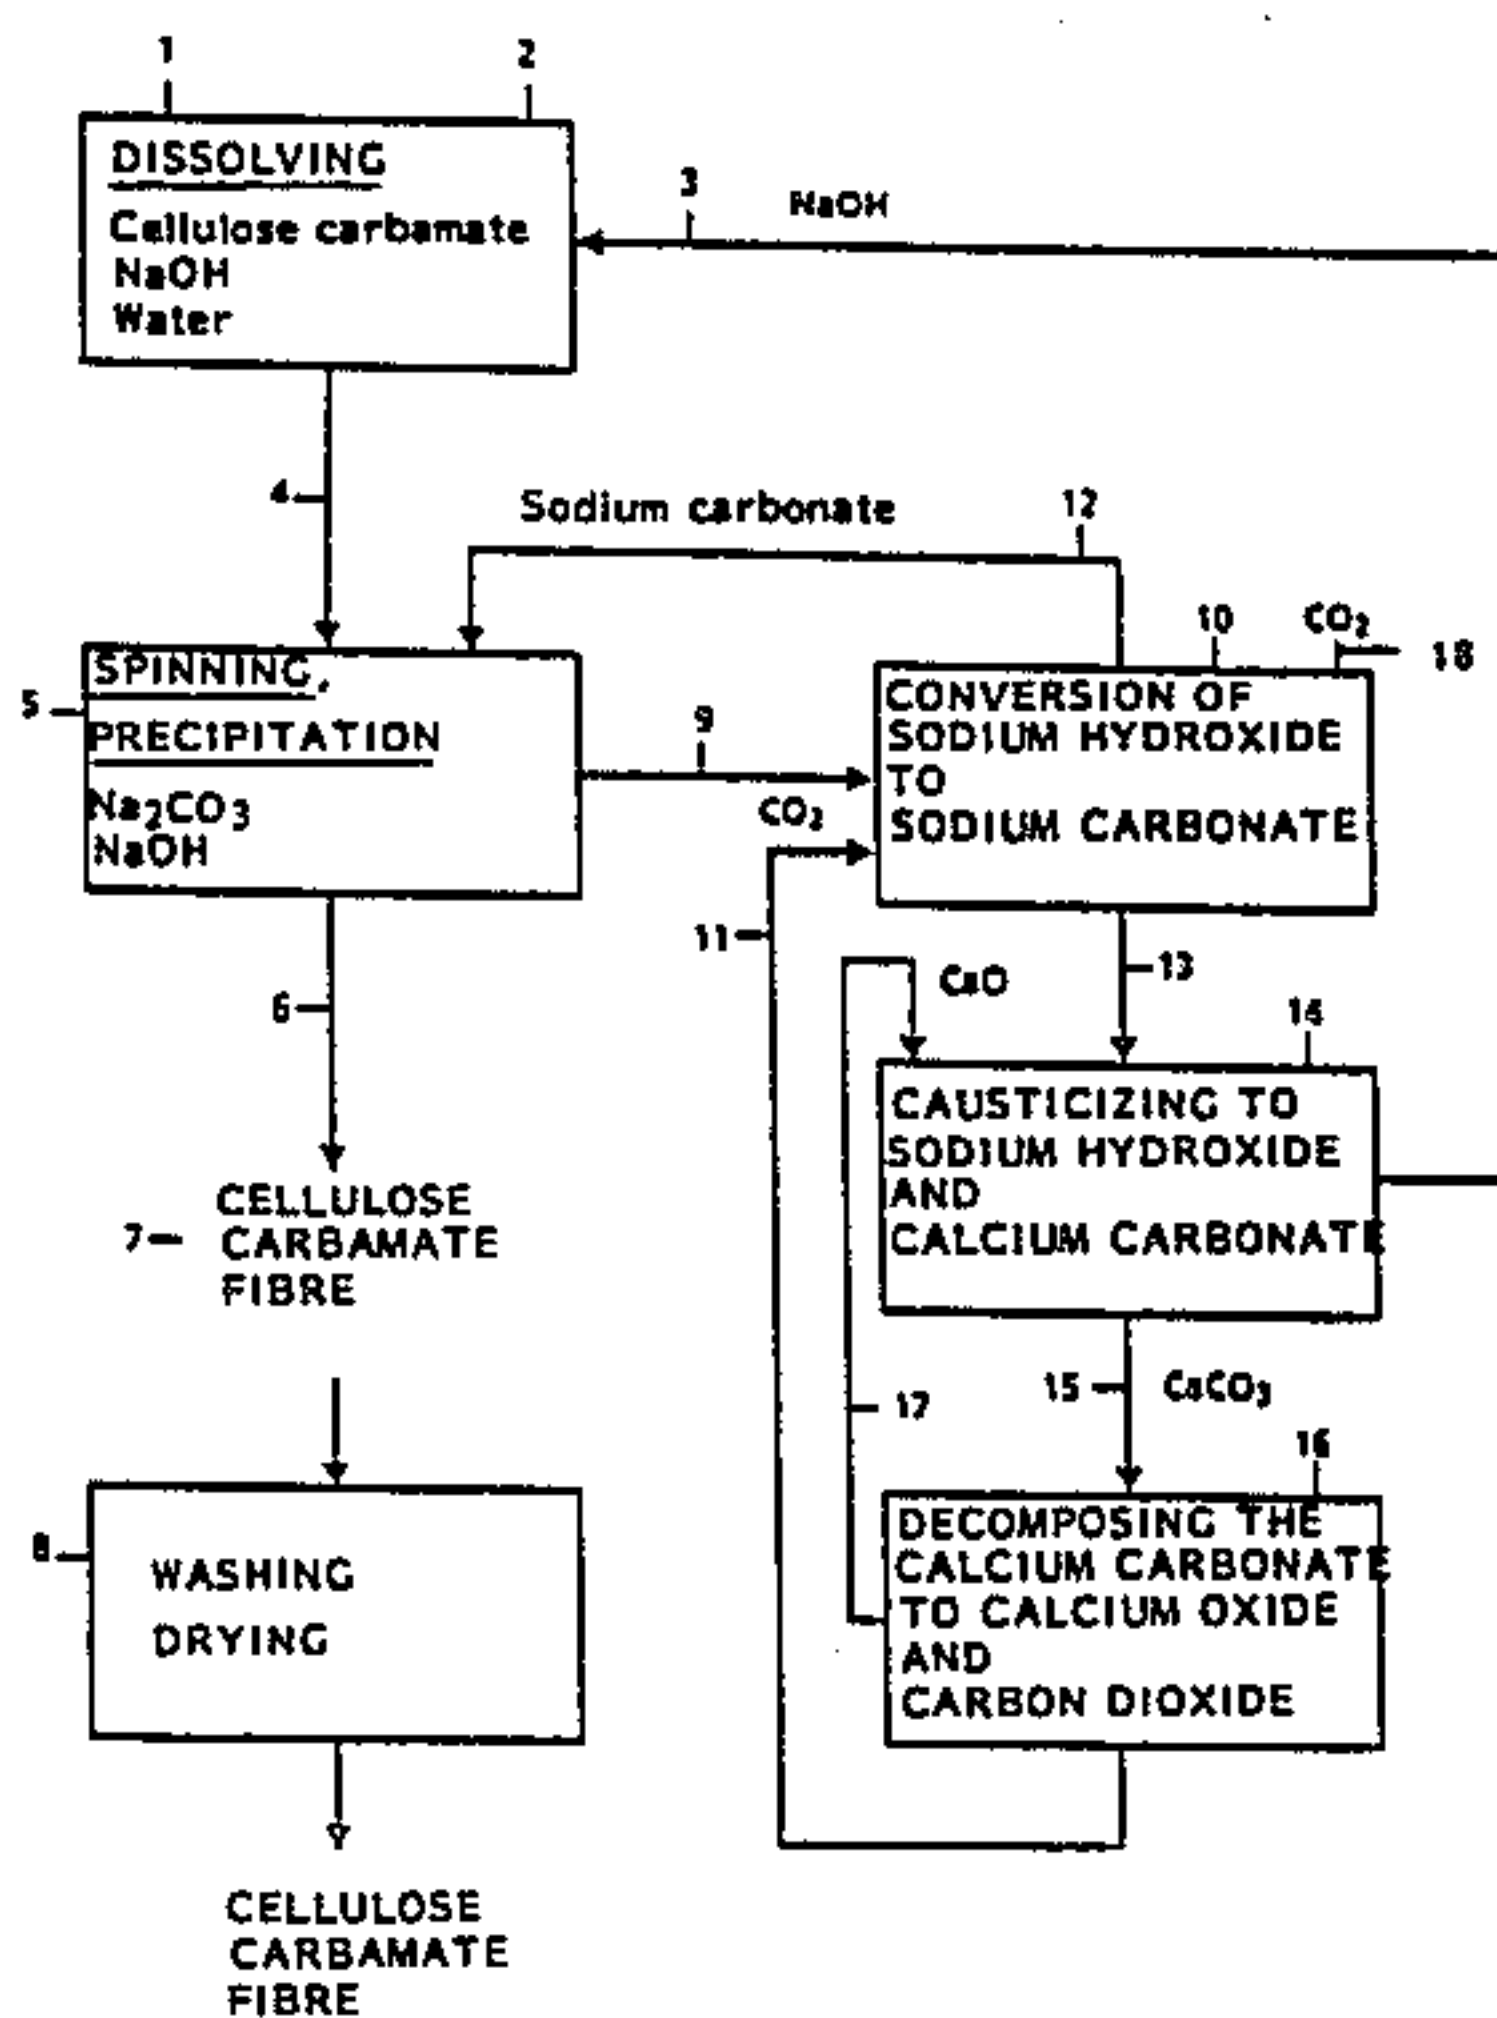 1
2
DISSOLVING
Cellulose carbamate
NaOH
Water
3
NaOH
4
Sodium carbonate
12
10
CO₂
18
5
SPINNING,
PRECIPITATION
Na₂CO₃
NaOH
9
CO₂
CONVERSION OF
SODIUM HYDROXIDE
TO
SODIUM CARBONATE
11
13
CaO
6
14
CAUSTICIZING TO
SODIUM HYDROXIDE
AND
CALCIUM CARBONATE
7
CELLULOSE
CARBAMATE
FIBRE
15
CaCO₃
17
16
8
WASHING
DRYING
DECOMPOSING THE
CALCIUM CARBONATE
TO CALCIUM OXIDE
AND
CARBON DIOXIDE
CELLULOSE
CARBAMATE
FIBRE